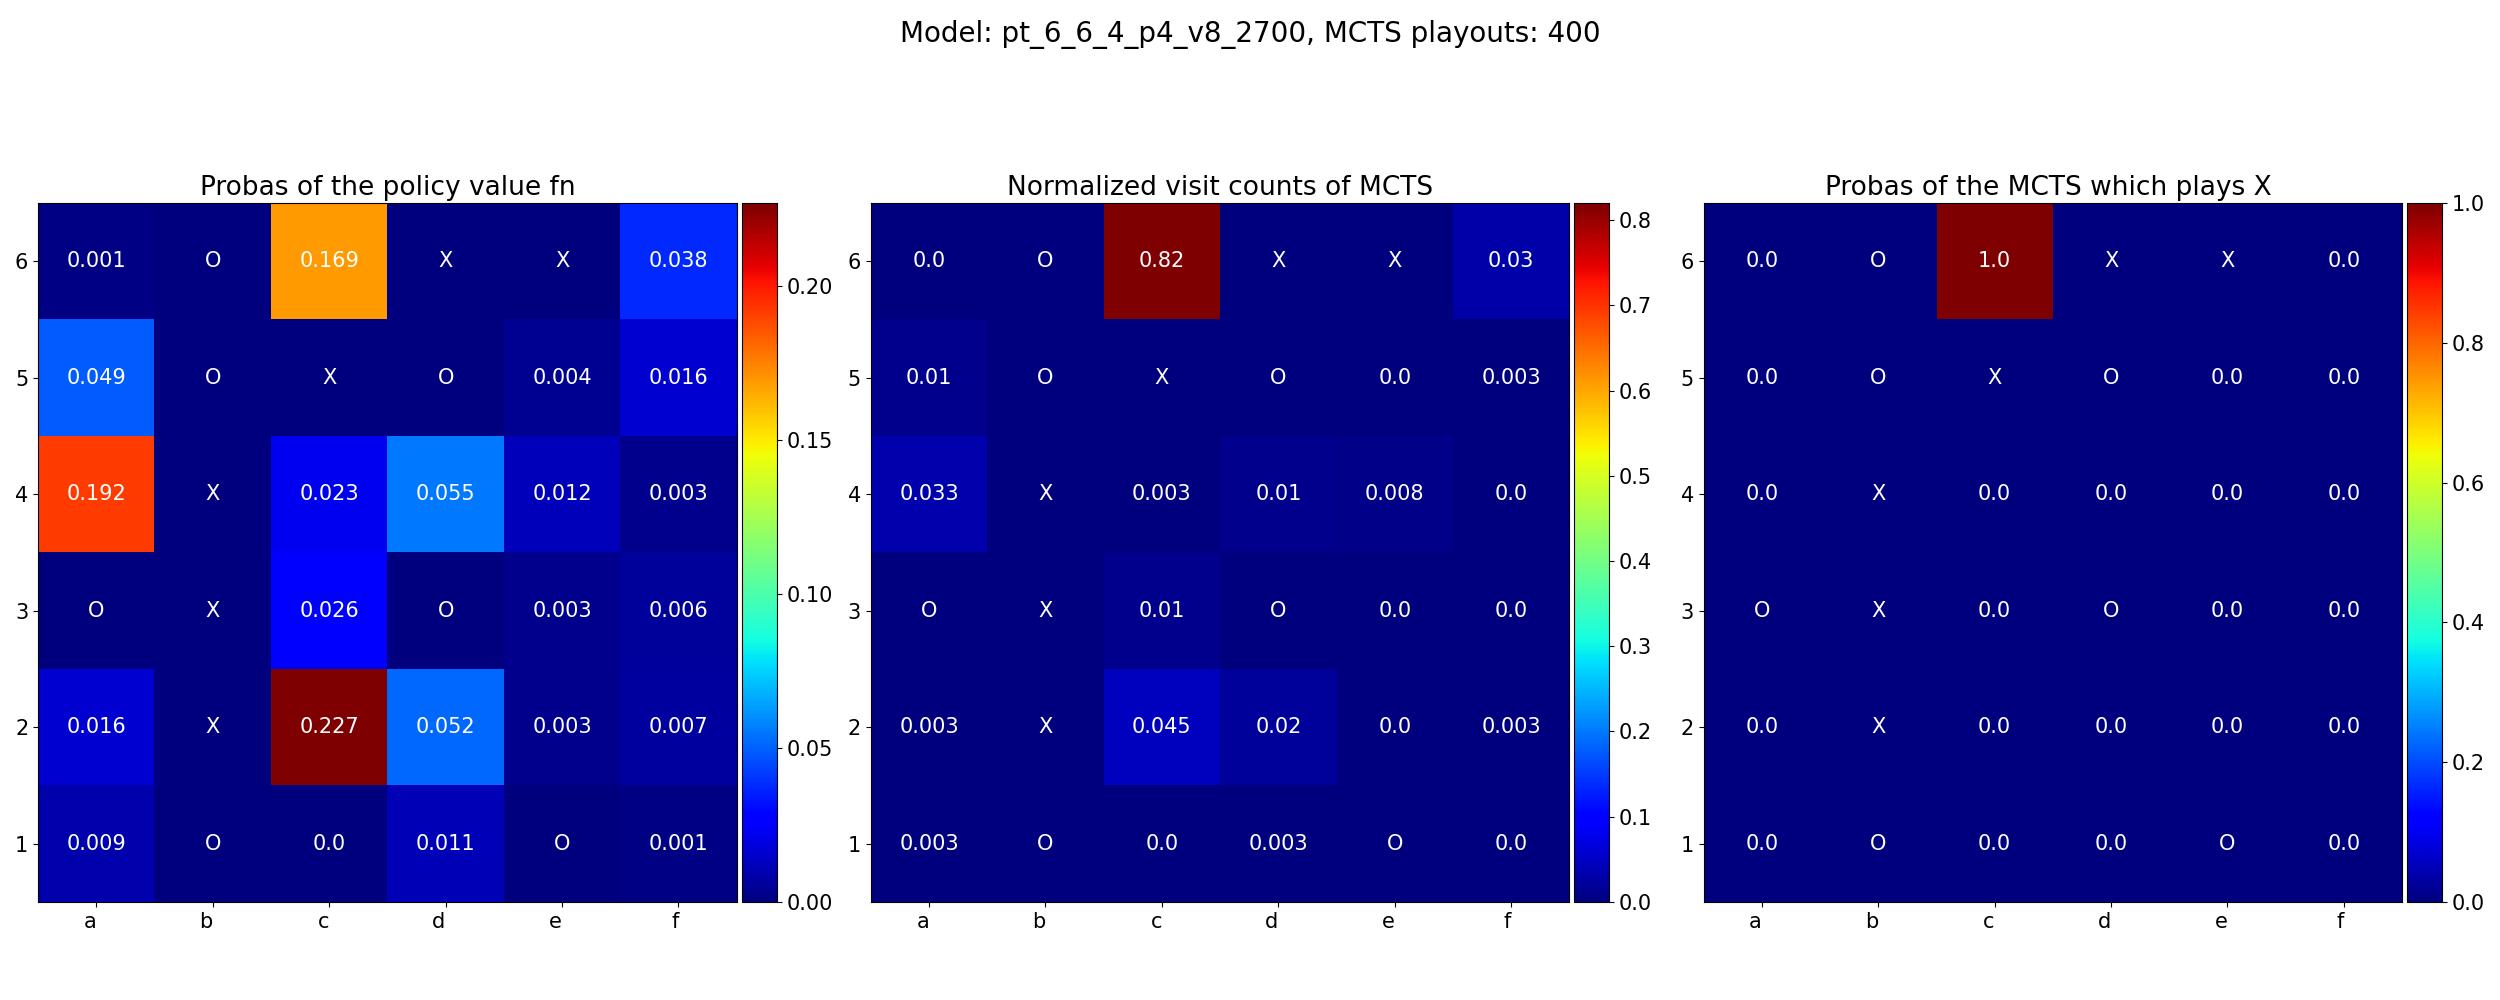 Model: pt_6_6_4_p4_v8_2700, MCTS playouts: 400
Probas of the policy value fn
6 0.001 O 0.169 X X 0.038
5 0.049 O X O 0.004 0.016
4 0.192 X 0.023 0.055 0.012 0.003
3 O X 0.026 O 0.003 0.006
2 0.016 X 0.227 0.052 0.003 0.007
1 0.009 O 0.0 0.011 O 0.001
a b c d e f
0.20
0.15
0.10
0.05
0.00
Normalized visit counts of MCTS
6 0.0 O 0.82 X X 0.03
5 0.01 O X O 0.0 0.003
4 0.033 X 0.003 0.01 0.008 0.0
3 O X 0.01 O 0.0 0.0
2 0.003 X 0.045 0.02 0.0 0.003
1 0.003 O 0.0 0.003 O 0.0
a b c d e f
0.8
0.7
0.6
0.5
0.4
0.3
0.2
0.1
0.0
Probas of the MCTS which plays X
6 0.0 O 1.0 X X 0.0
5 0.0 O X O 0.0 0.0
4 0.0 X 0.0 0.0 0.0 0.0
3 O X 0.0 O 0.0 0.0
2 0.0 X 0.0 0.0 0.0 0.0
1 0.0 O 0.0 0.0 O 0.0
a b c d e f
1.0
0.8
0.6
0.4
0.2
0.0